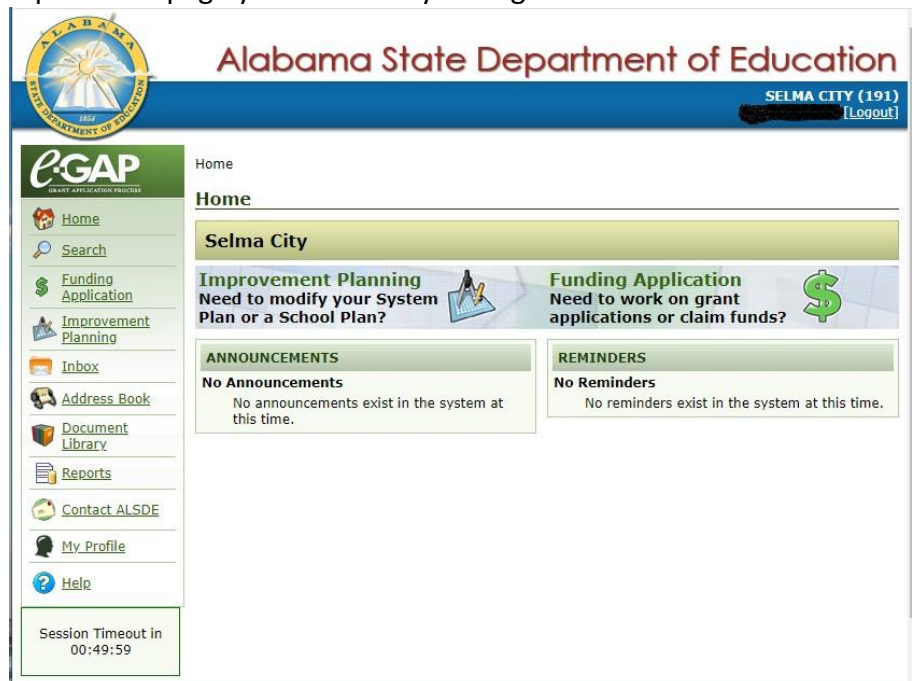 Alabama State Department of Education
ALABAMA
STATE DEPARTMENT OF EDUCATION
1854
SELMA CITY (191)
[Logout]
e-GAP
GRANT APPLICATION PROCESS
Home
Search
Funding
Application
Improvement
Planning
Inbox
Address Book
Document
Library
Reports
Contact ALSDE
My Profile
Help
Session Timeout in
00:49:59
Home
Home
Selma City
Improvement Planning
Need to modify your System
Plan or a School Plan?
Funding Application
Need to work on grant
applications or claim funds?
ANNOUNCEMENTS
No Announcements
No announcements exist in the system at
this time.
REMINDERS
No Reminders
No reminders exist in the system at this time.